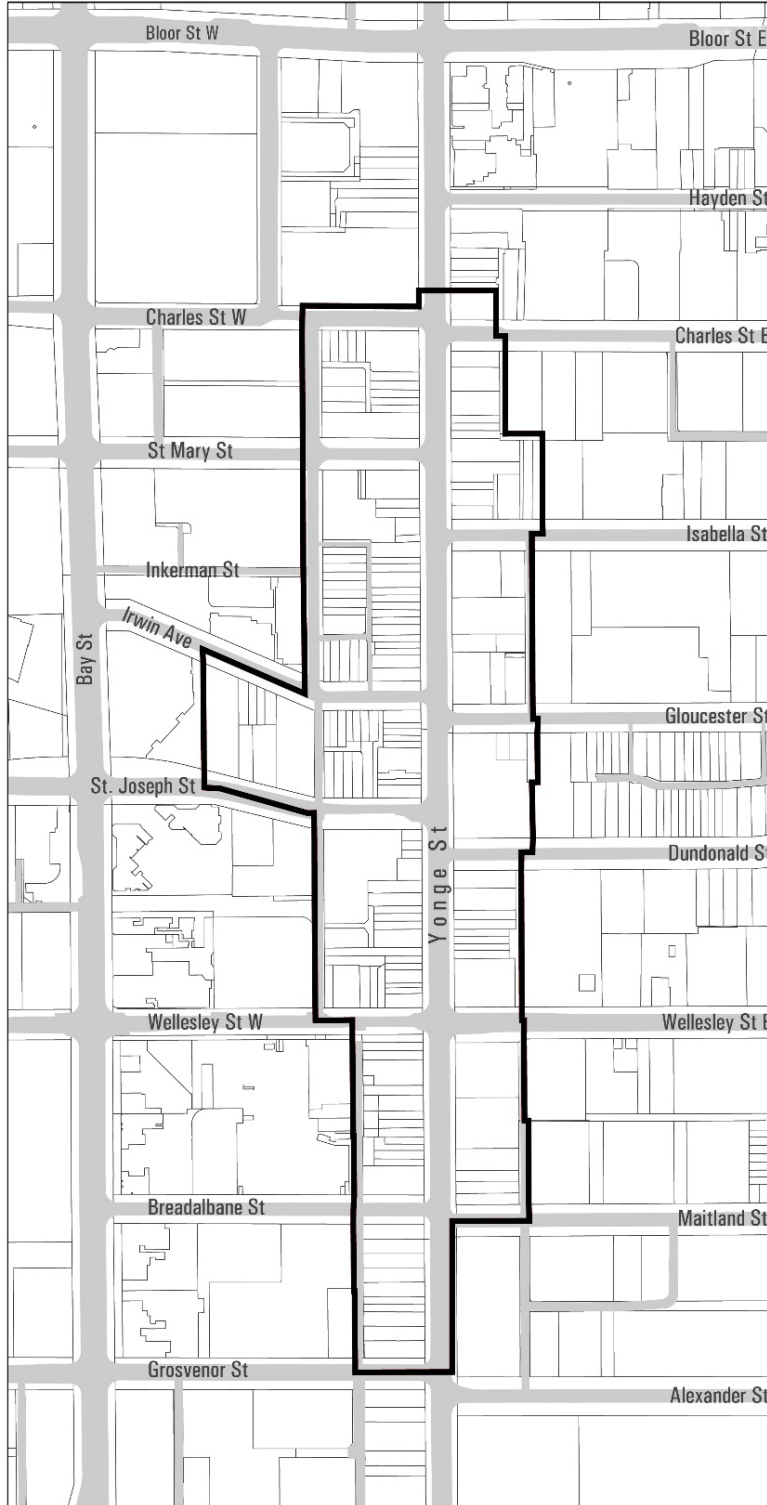 Bloor St W
Bloor St E
Hayden St
Charles St W
Charles St E
St Mary St
Isabella St
Inkerman St
Irwin Ave
Bay St
Gloucester St
St. Joseph St
Yonge St
Dundonald St
Wellesley St W
Wellesley St E
Breadalbane St
Maitland St
Grosvenor St
Alexander St